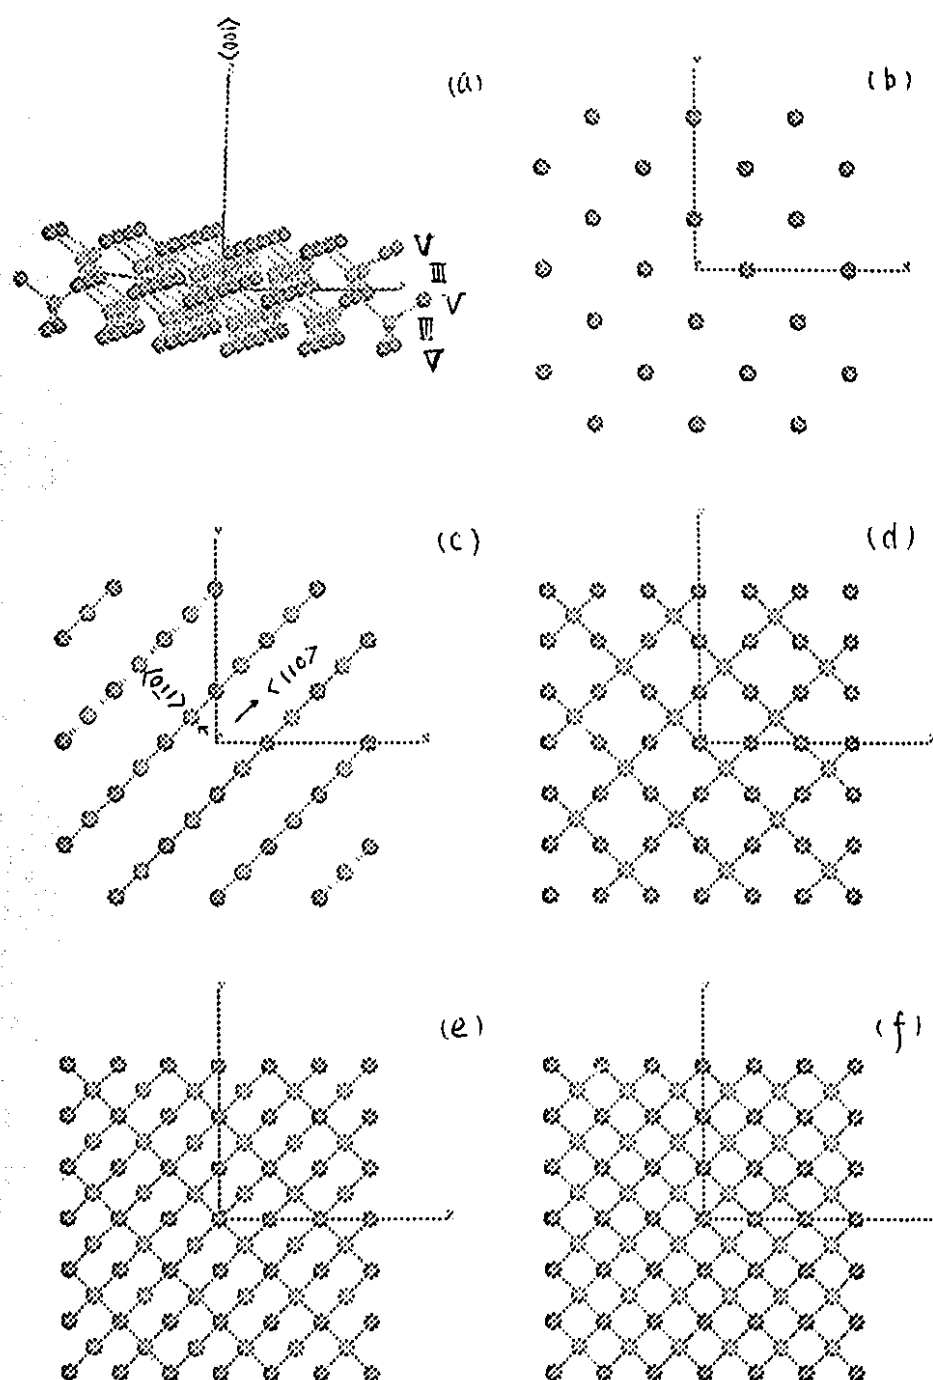 ⟨001⟩
(a)
V
III
V
III
V
(b)
Y
X
(c)
Y
⟨011⟩
⟨110⟩
X
(d)
(e)
(f)